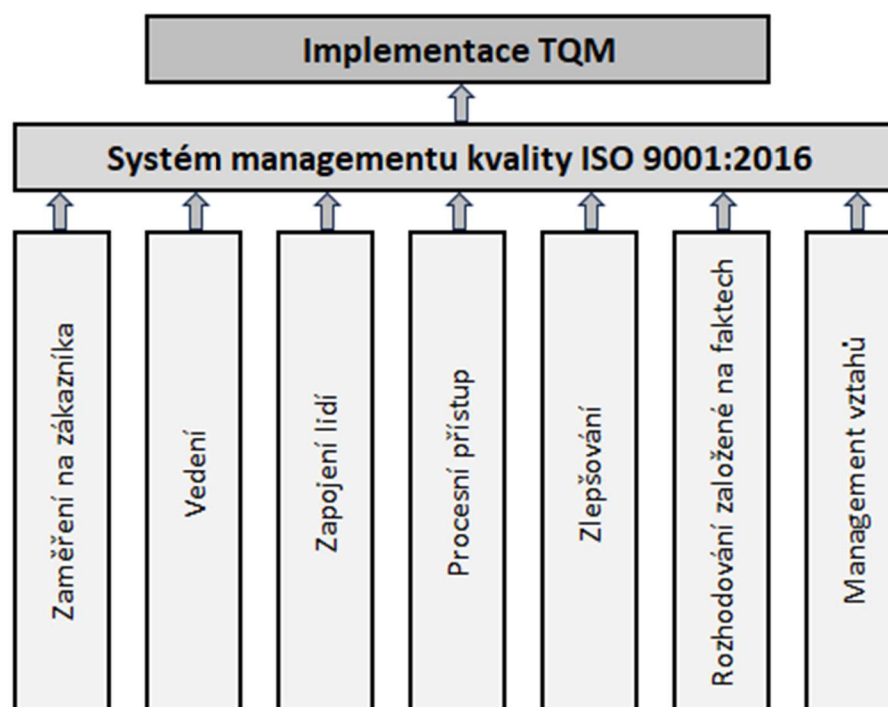 Implementace TQM
Systém managementu kvality ISO 9001:2016
Zaměření na zákazníka
Vedení
Zapojení lidí
Procesní přístup
Zlepšování
Rozhodování založené na faktech
Management vztahů